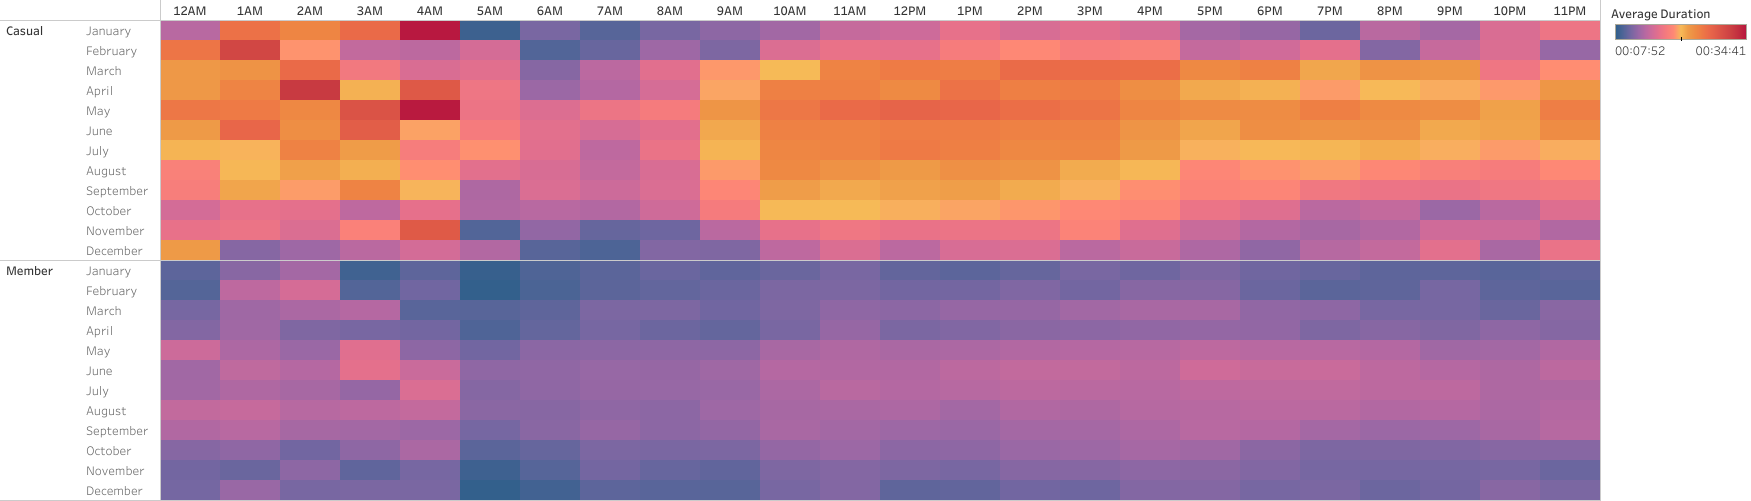 12AM 1AM 2AM 3AM 4AM 5AM 6AM 7AM 8AM 9AM 10AM 11AM 12PM 1PM 2PM 3PM 4PM 5PM 6PM 7PM 8PM 9PM 10PM 11PM
Casual January
February
March
April
May
June
July
August
September
October
November
December
Member January
February
March
April
May
June
July
August
September
October
November
December
Average Duration
00:07:52 00:34:41